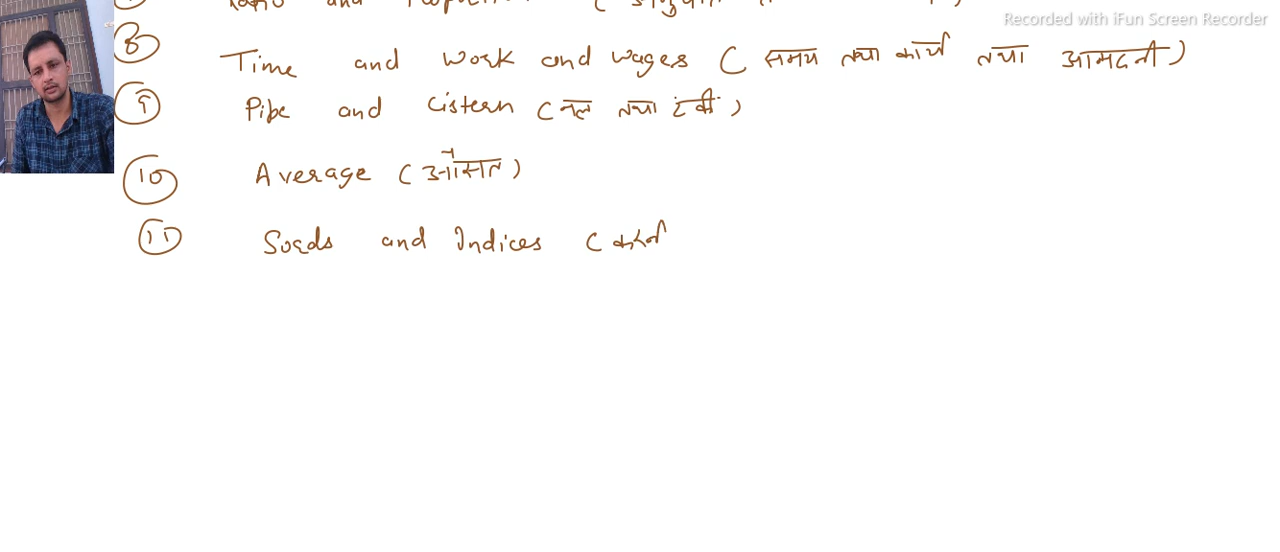 Recorded with iFun Screen Recorder
8 Time and work and wages ( समय तथा कार्य तथा आमदनी )
9 Pipe and Cistern ( नल तथा टंकी )
10 Average ( औसत )
11 Surds and Indices ( करणी